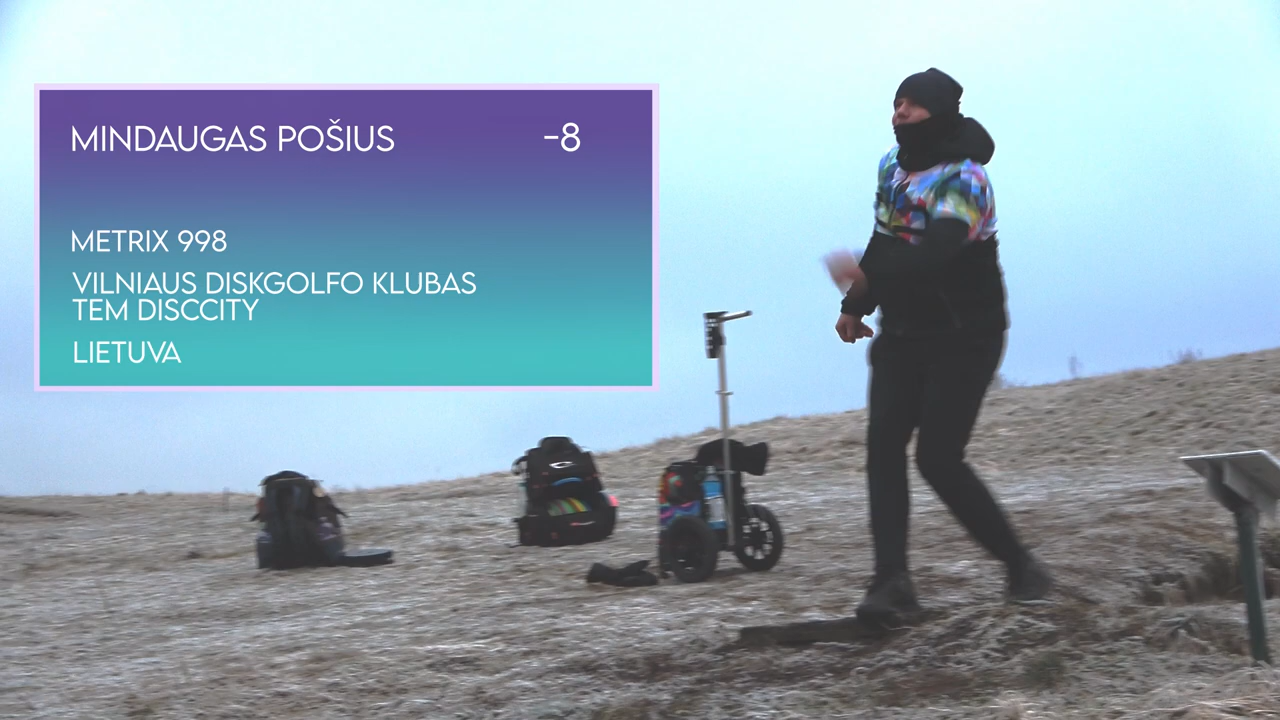 MINDAUGAS POŠIUS -8
METRIX 998
VILNIAUS DISKGOLFO KLUBAS
TEM DISCCITY
LIETUVA